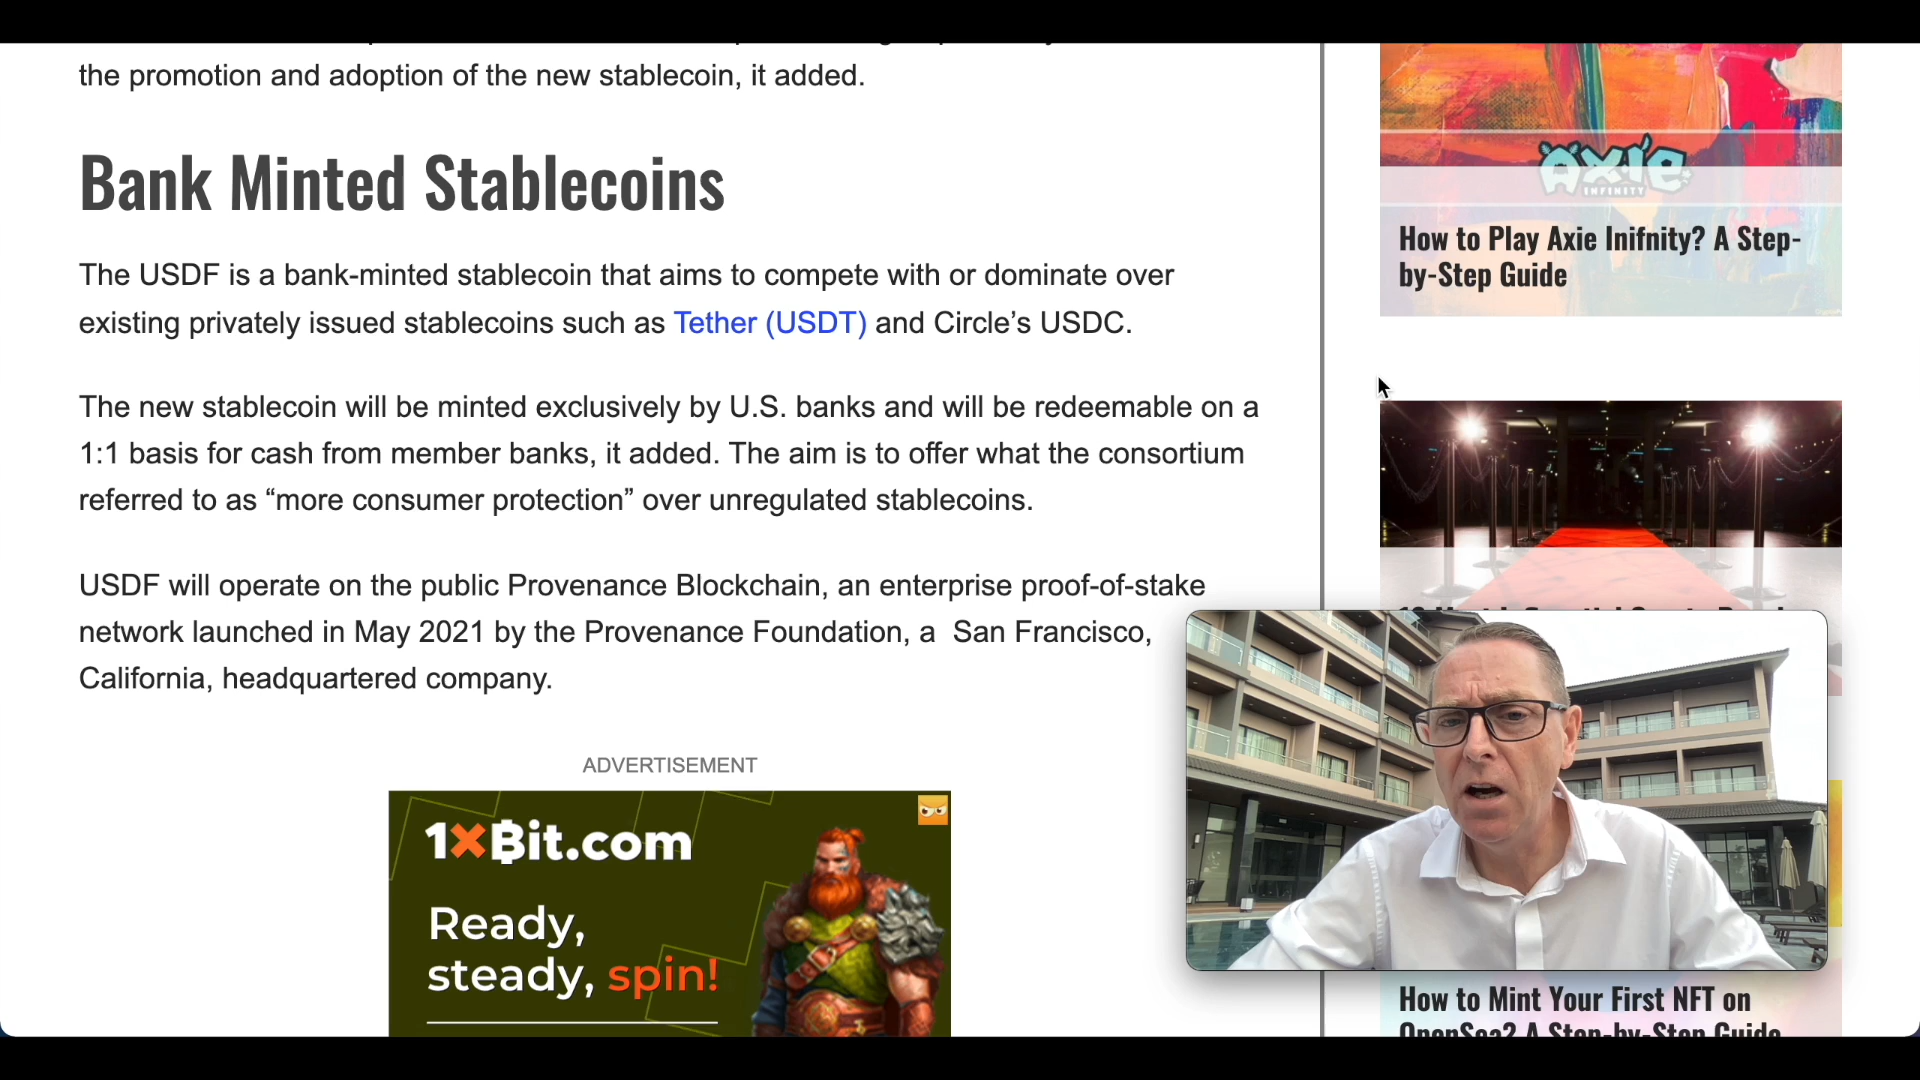 the promotion and adoption of the new stablecoin, it added.
Bank Minted Stablecoins
The USDF is a bank-minted stablecoin that aims to compete with or dominate over
existing privately issued stablecoins such as Tether (USDT) and Circle’s USDC.
The new stablecoin will be minted exclusively by U.S. banks and will be redeemable on a
1:1 basis for cash from member banks, it added. The aim is to offer what the consortium
referred to as “more consumer protection” over unregulated stablecoins.
USDF will operate on the public Provenance Blockchain, an enterprise proof-of-stake
network launched in May 2021 by the Provenance Foundation, a San Francisco,
California, headquartered company.
ADVERTISEMENT
1×Bit.com
Ready,
steady, spin!
AXIE
INFINITY
How to Play Axie Inifnity? A Step-
by-Step Guide
How to Mint Your First NFT on
OpenSea? A Step-by-Step Guide